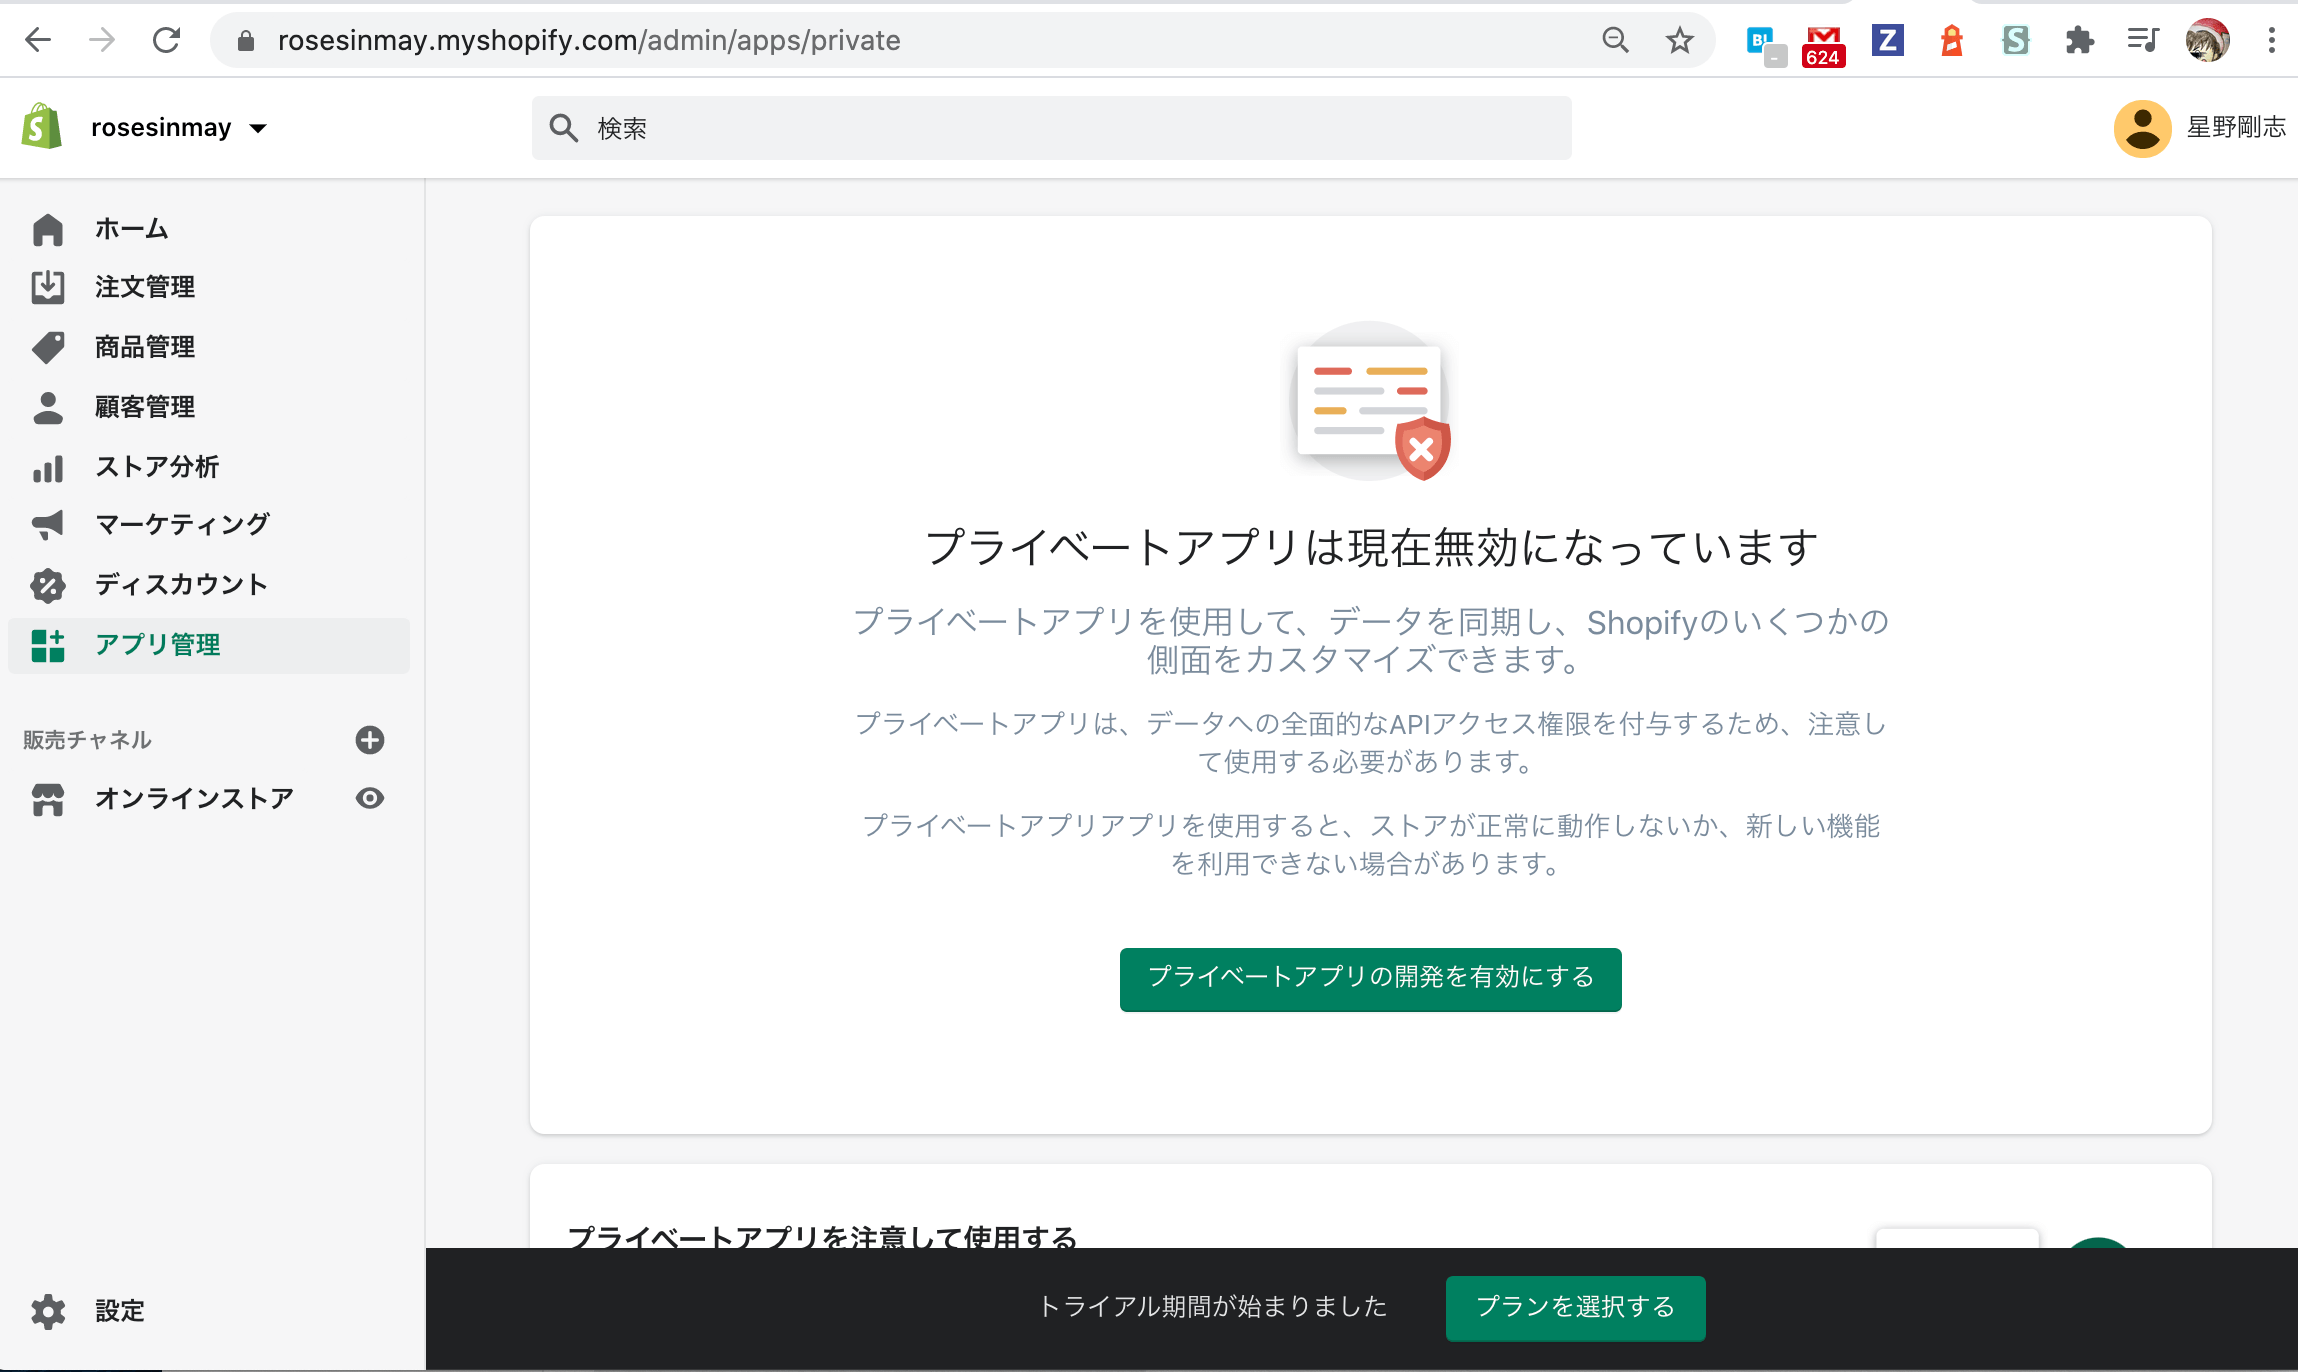 rosesinmay.myshopify.com/admin/apps/private
B!
-
624
Z
S
rosesinmay
検索
星野剛志
ホーム
注文管理
商品管理
顧客管理
ストア分析
マーケティング
ディスカウント
アプリ管理
販売チャネル
オンラインストア
設定
プライベートアプリは現在無効になっています
プライベートアプリを使用して、データを同期し、Shopifyのいくつかの
側面をカスタマイズできます。
プライベートアプリは、データへの全面的なAPIアクセス権限を付与するため、注意し
て使用する必要があります。
プライベートアプリアプリを使用すると、ストアが正常に動作しないか、新しい機能
を利用できない場合があります。
プライベートアプリの開発を有効にする
プライベートアプリを注意して使用する
トライアル期間が始まりました
プランを選択する